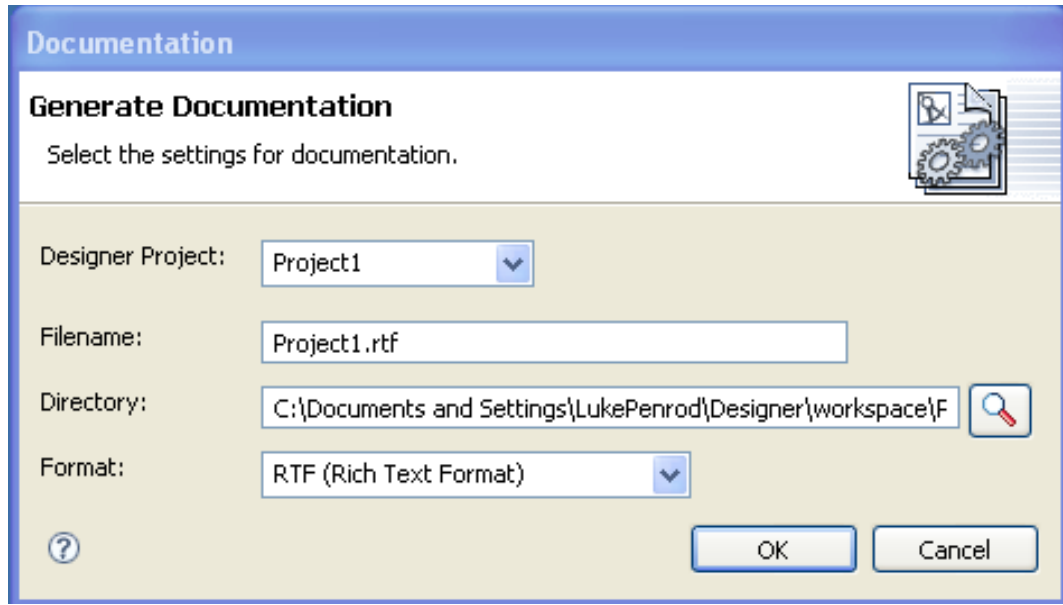 Documentation
Generate Documentation
Select the settings for documentation.
Designer Project: Project1
Filename: Project1.rtf
Directory: C:\Documents and Settings\LukePenrod\Designer\workspace\
Format: RTF (Rich Text Format)
? OK Cancel